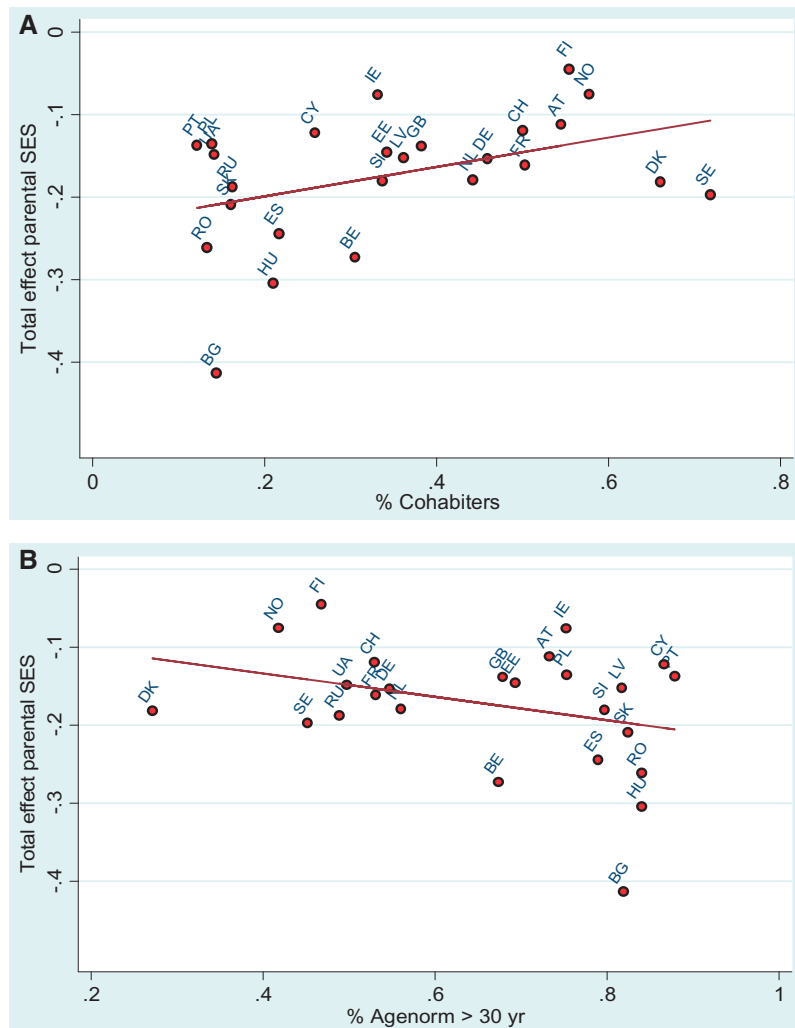 A
Total effect parental SES
0
-.1
-.2
-.3
-.4
FI
NO
IE
CY
CH
AT
PT
PL
UA
EE
LV
GB
DE
FR
NL
SI
RU
SK
DK
SE
ES
RO
BE
HU
BG
0
.2
.4
.6
.8
% Cohabiters
B
Total effect parental SES
0
-.1
-.2
-.3
-.4
FI
NO
IE
CH
AT
CY
PT
PL
GB
EE
UA
DE
FR
NL
LV
SI
DK
RU
SE
SK
ES
RO
BE
HU
BG
.2
.4
.6
.8
1
% Agenorm > 30 yr